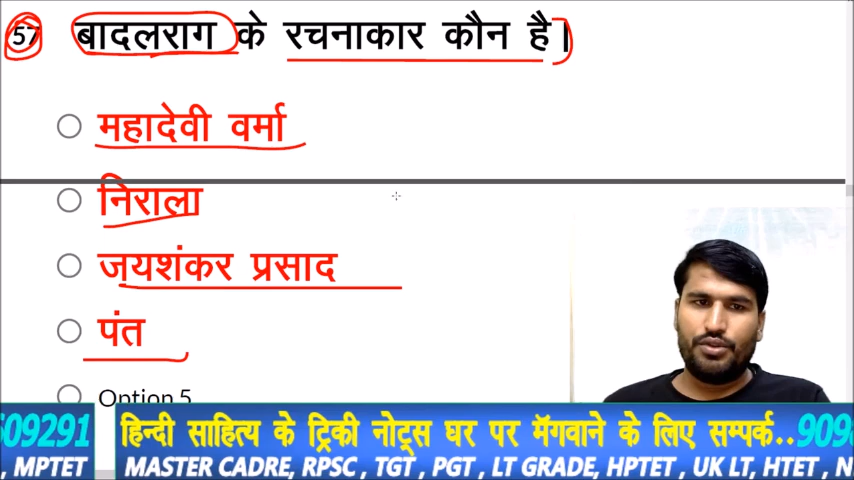 57 बादलराग के रचनाकार कौन है।
महादेवी वर्मा
निराला
जयशंकर प्रसाद
पंत
Option 5
609291 हिन्दी साहित्य के ट्रिकी नोट्स घर पर मॅगवाने के लिए सम्पर्क..909
, MPTET MASTER CADRE, RPSC , TGT , PGT , LT GRADE, HPTET , UK LT, HTET , N